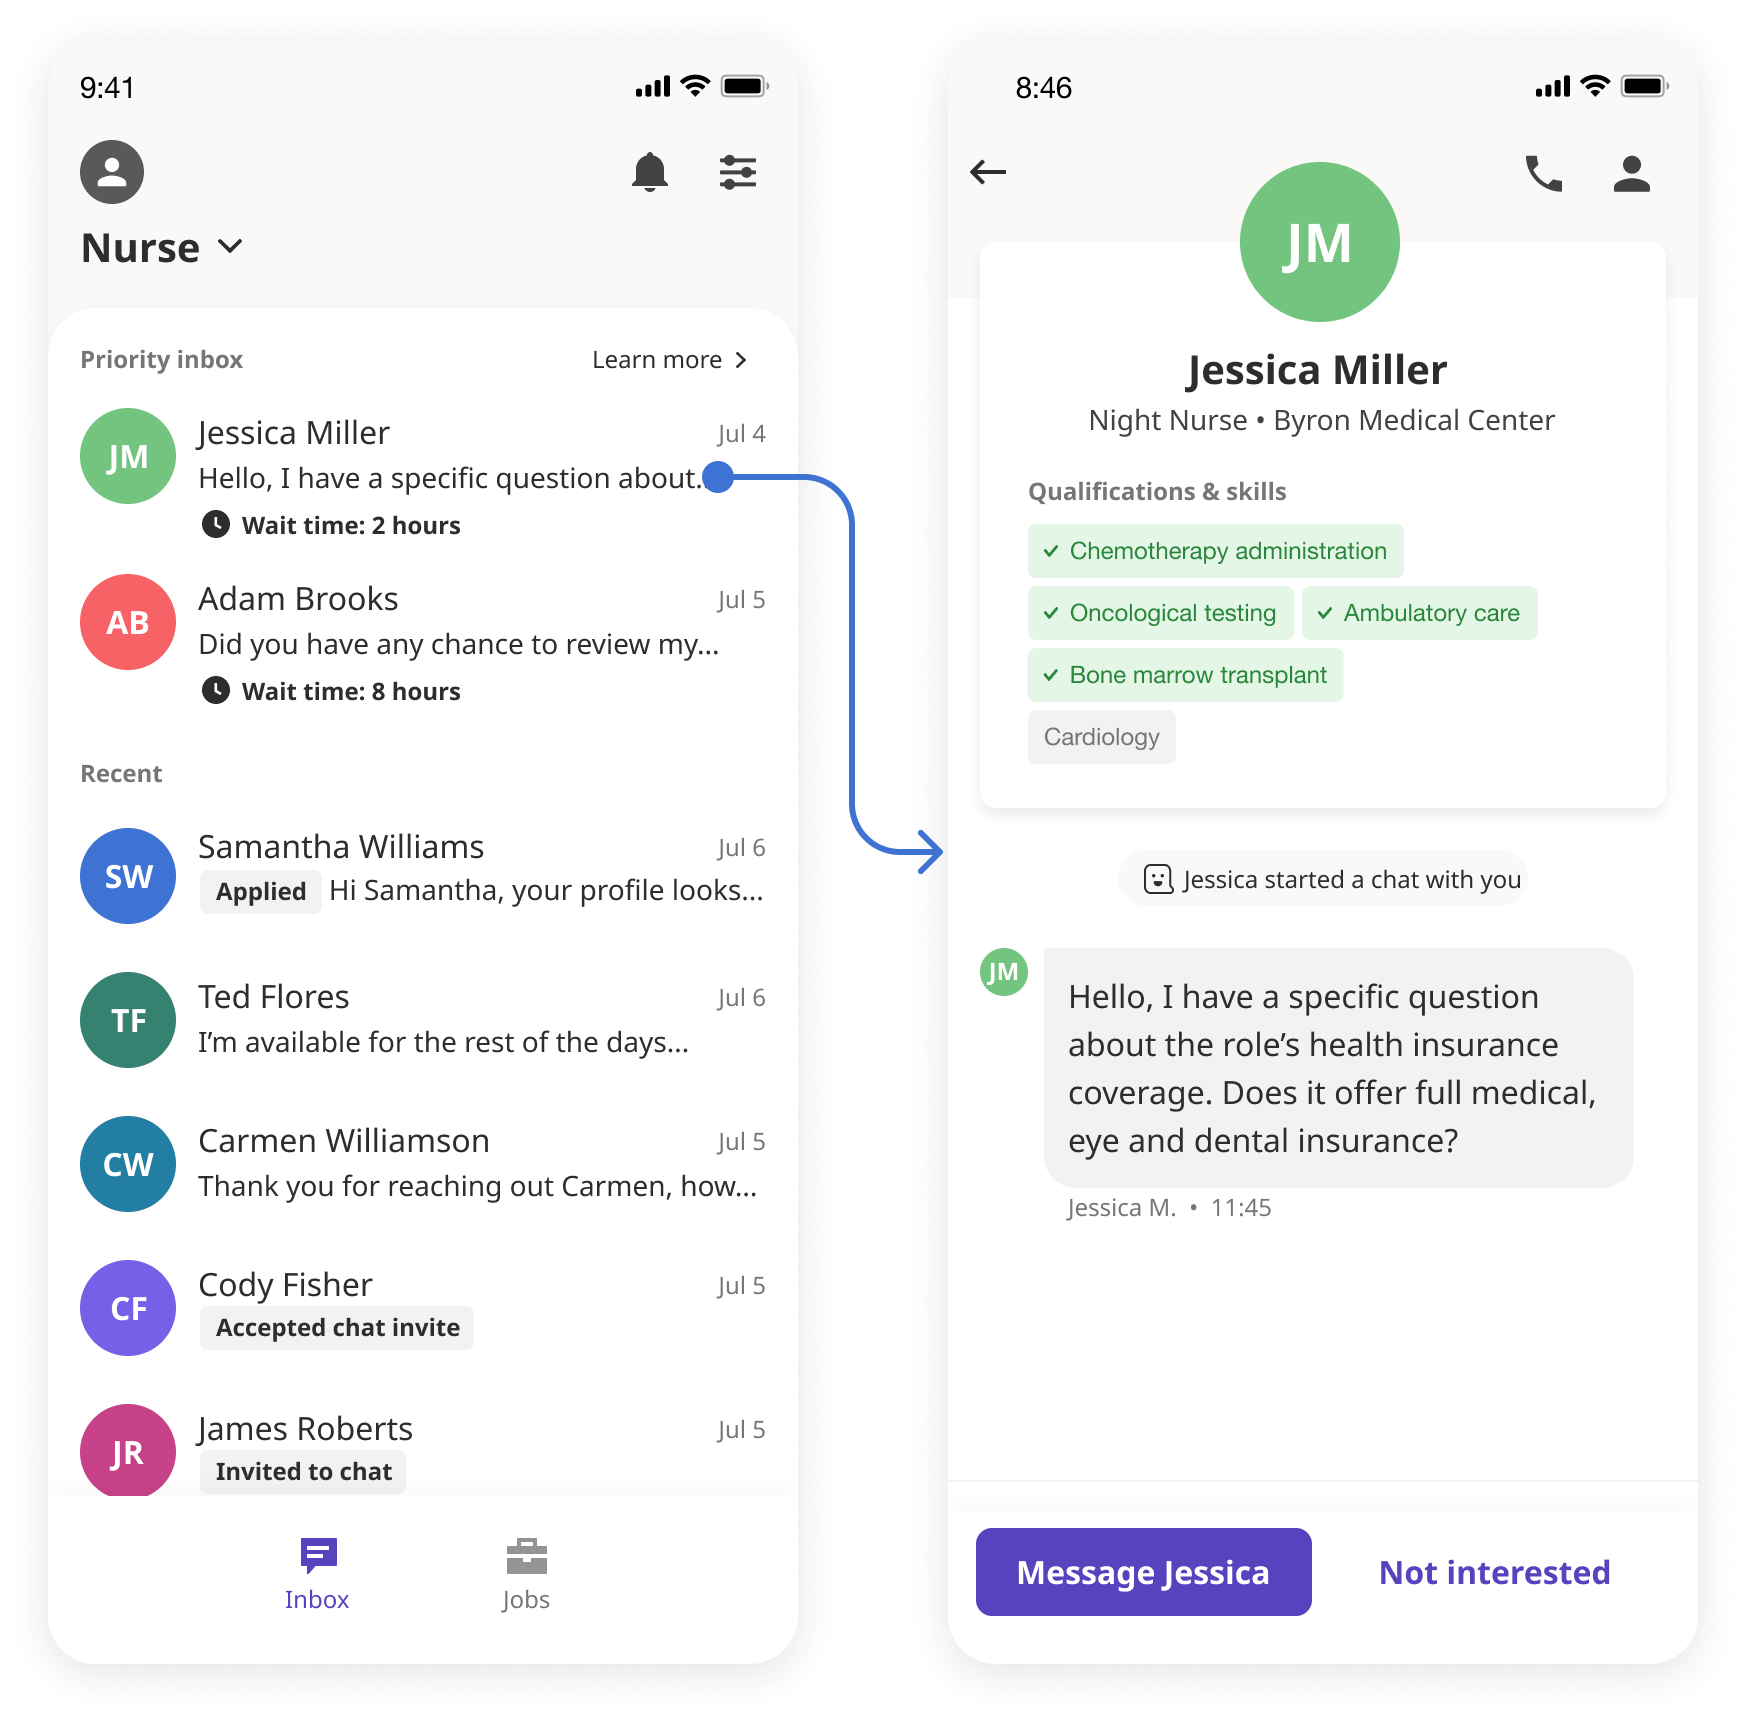 9:41
Nurse
Priority inbox
Learn more
JM
Jessica Miller
Jul 4
Hello, I have a specific question about..
Wait time: 2 hours
AB
Adam Brooks
Jul 5
Did you have any chance to review my...
Wait time: 8 hours
Recent
SW
Samantha Williams
Jul 6
Applied
Hi Samantha, your profile looks...
TF
Ted Flores
Jul 6
I’m available for the rest of the days...
CW
Carmen Williamson
Jul 5
Thank you for reaching out Carmen, how...
CF
Cody Fisher
Jul 5
Accepted chat invite
JR
James Roberts
Jul 5
Invited to chat
Inbox
Jobs
8:46
JM
Jessica Miller
Night Nurse • Byron Medical Center
Qualifications & skills
Chemotherapy administration
Oncological testing
Ambulatory care
Bone marrow transplant
Cardiology
Jessica started a chat with you
JM
Hello, I have a specific question
about the role’s health insurance
coverage. Does it offer full medical,
eye and dental insurance?
Jessica M. • 11:45
Message Jessica
Not interested